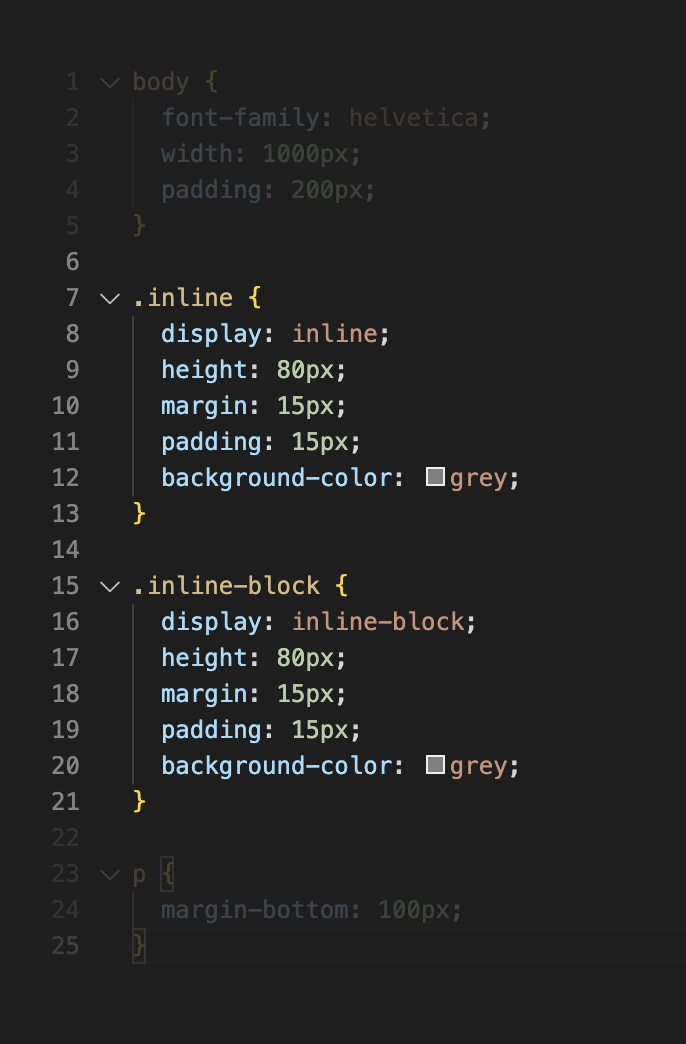 1 body {
2 font-family: helvetica;
3 width: 1000px;
4 padding: 200px;
5 }
6
7 .inline {
8 display: inline;
9 height: 80px;
10 margin: 15px;
11 padding: 15px;
12 background-color: grey;
13 }
14
15 .inline-block {
16 display: inline-block;
17 height: 80px;
18 margin: 15px;
19 padding: 15px;
20 background-color: grey;
21 }
22
23 p {
24 margin-bottom: 100px;
25 }